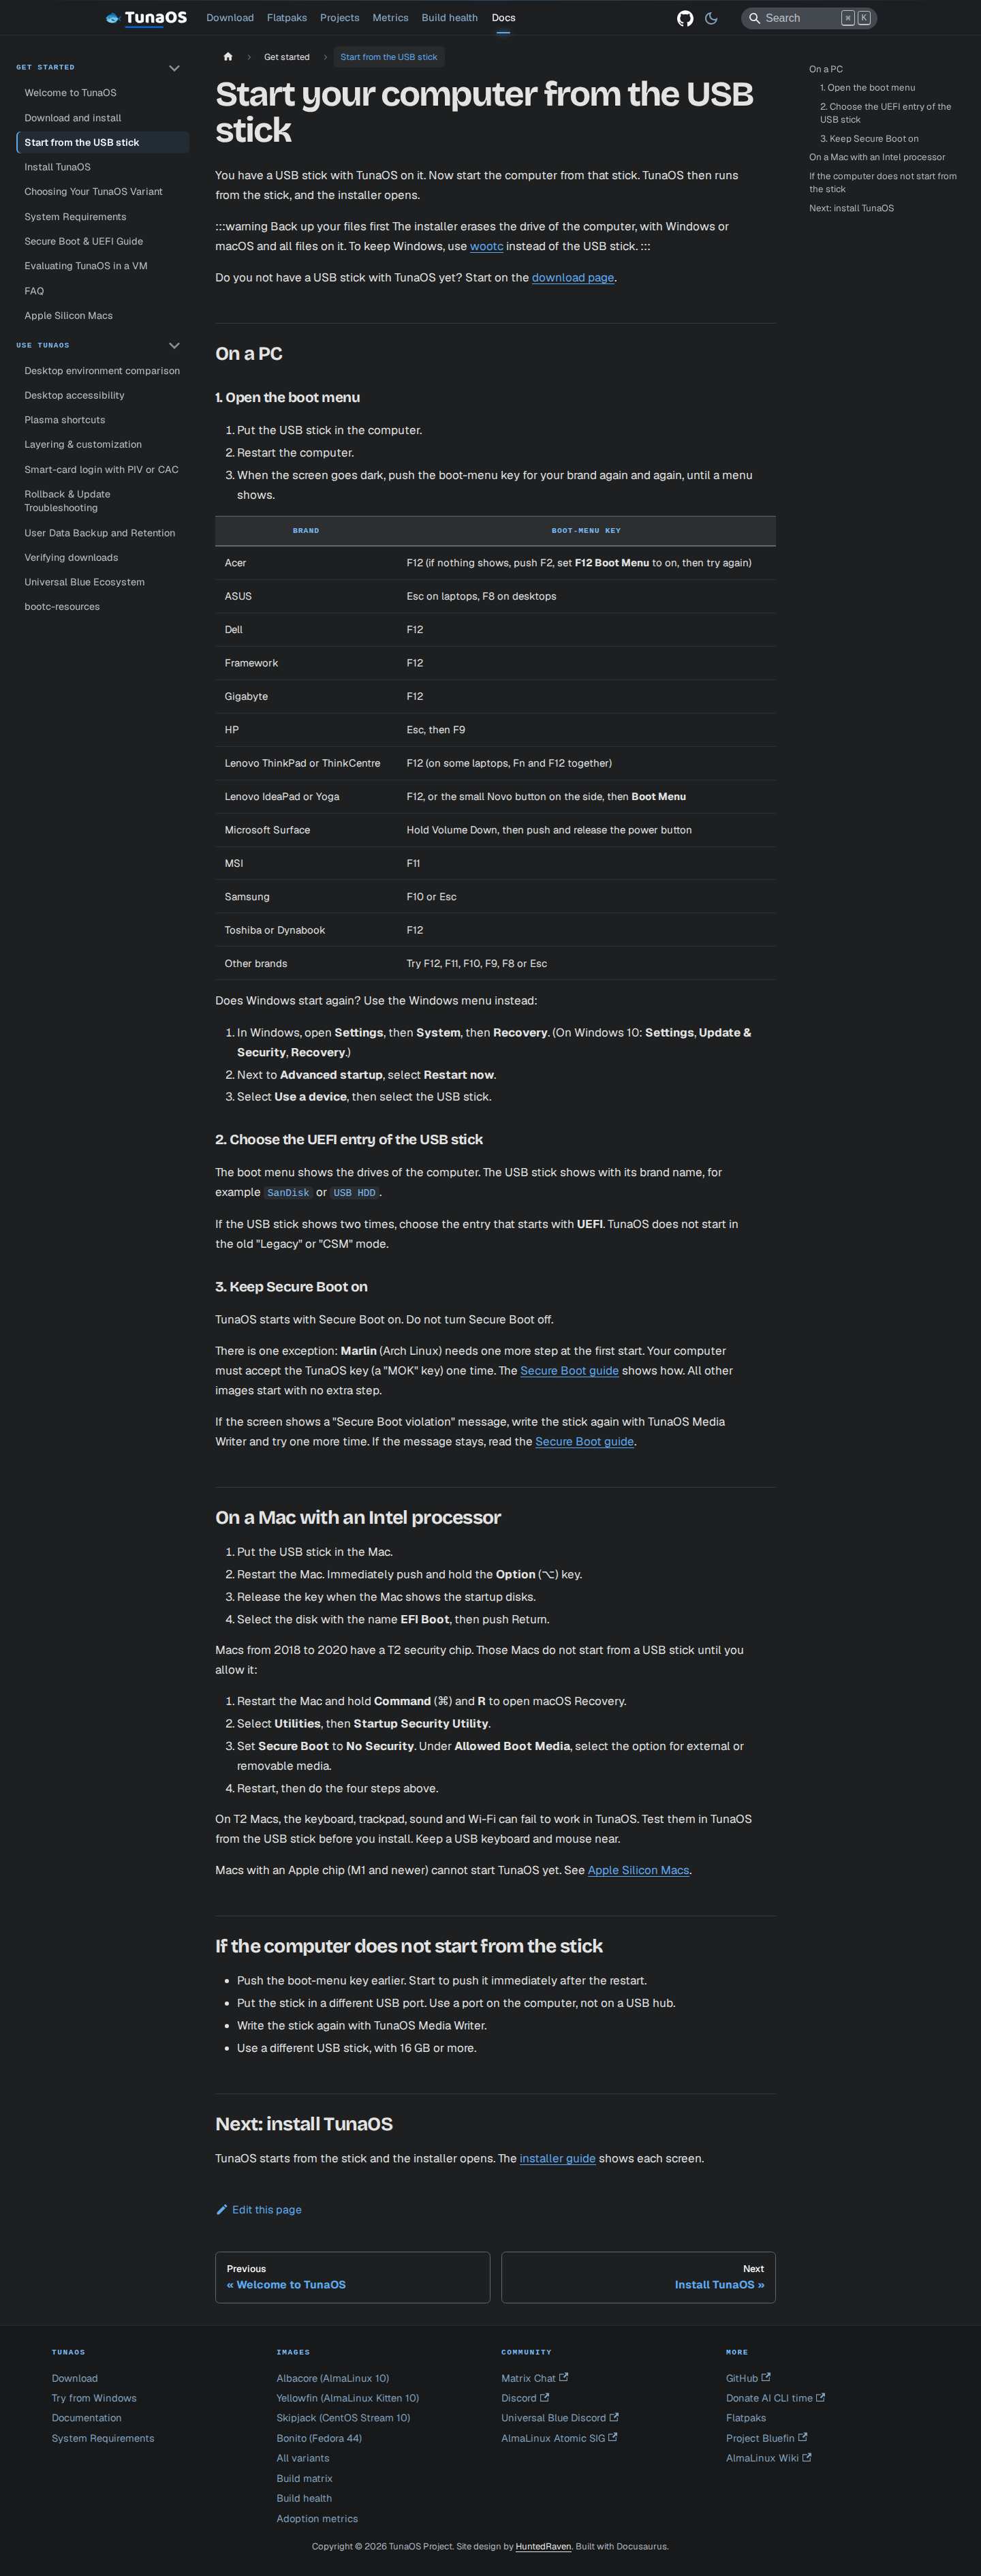 TunaOS
Download
Flatpaks
Projects
Metrics
Build health
Docs
Search
⌘ K
GET STARTED
Welcome to TunaOS
Download and install
Start from the USB stick
Install TunaOS
Choosing Your TunaOS Variant
System Requirements
Secure Boot & UEFI Guide
Evaluating TunaOS in a VM
FAQ
Apple Silicon Macs
USE TUNAOS
Desktop environment comparison
Desktop accessibility
Plasma shortcuts
Layering & customization
Smart-card login with PIV or CAC
Rollback & Update
Troubleshooting
User Data Backup and Retention
Verifying downloads
Universal Blue Ecosystem
bootc-resources
Get started
Start from the USB stick
Start your computer from the USB
stick
You have a USB stick with TunaOS on it. Now start the computer from that stick. TunaOS then runs
from the stick, and the installer opens.
:::warning Back up your files first The installer erases the drive of the computer, with Windows or
macOS and all files on it. To keep Windows, use wootc instead of the USB stick. :::
Do you not have a USB stick with TunaOS yet? Start on the download page.
On a PC
1. Open the boot menu
1. Put the USB stick in the computer.
2. Restart the computer.
3. When the screen goes dark, push the boot-menu key for your brand again and again, until a menu
shows.
BRAND BOOT-MENU KEY
Acer F12 (if nothing shows, push F2, set F12 Boot Menu to on, then try again)
ASUS Esc on laptops, F8 on desktops
Dell F12
Framework F12
Gigabyte F12
HP Esc, then F9
Lenovo ThinkPad or ThinkCentre F12 (on some laptops, Fn and F12 together)
Lenovo IdeaPad or Yoga F12, or the small Novo button on the side, then Boot Menu
Microsoft Surface Hold Volume Down, then push and release the power button
MSI F11
Samsung F10 or Esc
Toshiba or Dynabook F12
Other brands Try F12, F11, F10, F9, F8 or Esc
Does Windows start again? Use the Windows menu instead:
1. In Windows, open Settings, then System, then Recovery. (On Windows 10: Settings, Update &
Security, Recovery.)
2. Next to Advanced startup, select Restart now.
3. Select Use a device, then select the USB stick.
2. Choose the UEFI entry of the USB stick
The boot menu shows the drives of the computer. The USB stick shows with its brand name, for
example SanDisk or USB HDD.
If the USB stick shows two times, choose the entry that starts with UEFI. TunaOS does not start in
the old "Legacy" or "CSM" mode.
3. Keep Secure Boot on
TunaOS starts with Secure Boot on. Do not turn Secure Boot off.
There is one exception: Marlin (Arch Linux) needs one more step at the first start. Your computer
must accept the TunaOS key (a "MOK" key) one time. The Secure Boot guide shows how. All other
images start with no extra step.
If the screen shows a "Secure Boot violation" message, write the stick again with TunaOS Media
Writer and try one more time. If the message stays, read the Secure Boot guide.
On a Mac with an Intel processor
1. Put the USB stick in the Mac.
2. Restart the Mac. Immediately push and hold the Option (⌥) key.
3. Release the key when the Mac shows the startup disks.
4. Select the disk with the name EFI Boot, then push Return.
Macs from 2018 to 2020 have a T2 security chip. Those Macs do not start from a USB stick until you
allow it:
1. Restart the Mac and hold Command (⌘) and R to open macOS Recovery.
2. Select Utilities, then Startup Security Utility.
3. Set Secure Boot to No Security. Under Allowed Boot Media, select the option for external or
removable media.
4. Restart, then do the four steps above.
On T2 Macs, the keyboard, trackpad, sound and Wi-Fi can fail to work in TunaOS. Test them in TunaOS
from the USB stick before you install. Keep a USB keyboard and mouse near.
Macs with an Apple chip (M1 and newer) cannot start TunaOS yet. See Apple Silicon Macs.
If the computer does not start from the stick
• Push the boot-menu key earlier. Start to push it immediately after the restart.
• Put the stick in a different USB port. Use a port on the computer, not on a USB hub.
• Write the stick again with TunaOS Media Writer.
• Use a different USB stick, with 16 GB or more.
Next: install TunaOS
TunaOS starts from the stick and the installer opens. The installer guide shows each screen.
Edit this page
Previous
« Welcome to TunaOS
Next
Install TunaOS »
On a PC
1. Open the boot menu
2. Choose the UEFI entry of the
USB stick
3. Keep Secure Boot on
On a Mac with an Intel processor
If the computer does not start from
the stick
Next: install TunaOS
TUNAOS
Download
Try from Windows
Documentation
System Requirements
IMAGES
Albacore (AlmaLinux 10)
Yellowfin (AlmaLinux Kitten 10)
Skipjack (CentOS Stream 10)
Bonito (Fedora 44)
All variants
Build matrix
Build health
Adoption metrics
COMMUNITY
Matrix Chat
Discord
Universal Blue Discord
AlmaLinux Atomic SIG
MORE
GitHub
Donate AI CLI time
Flatpaks
Project Bluefin
AlmaLinux Wiki
Copyright © 2026 TunaOS Project. Site design by HuntedRaven. Built with Docusaurus.